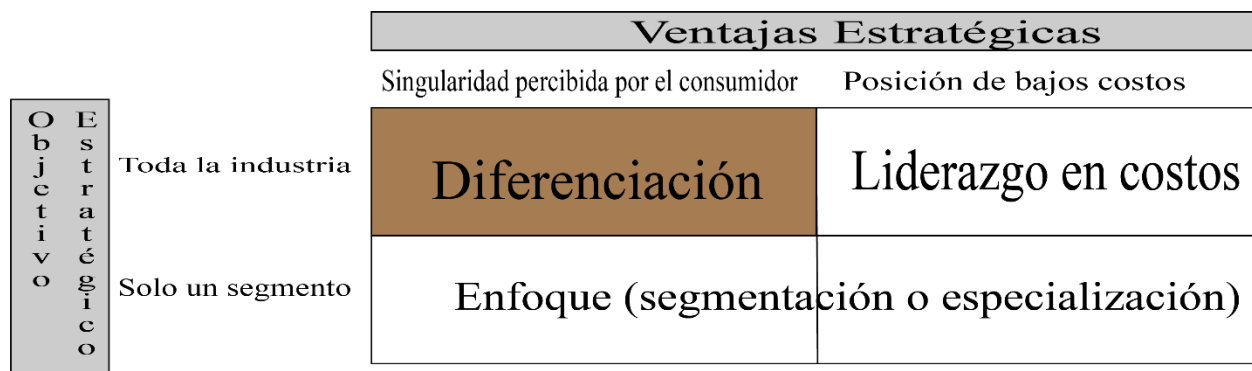 Ventajas Estratégicas
Singularidad percibida por el consumidor
Posición de bajos costos
Objetivo
Estratégico
Toda la industria
Diferenciación
Liderazgo en costos
Solo un segmento
Enfoque (segmentación o especialización)